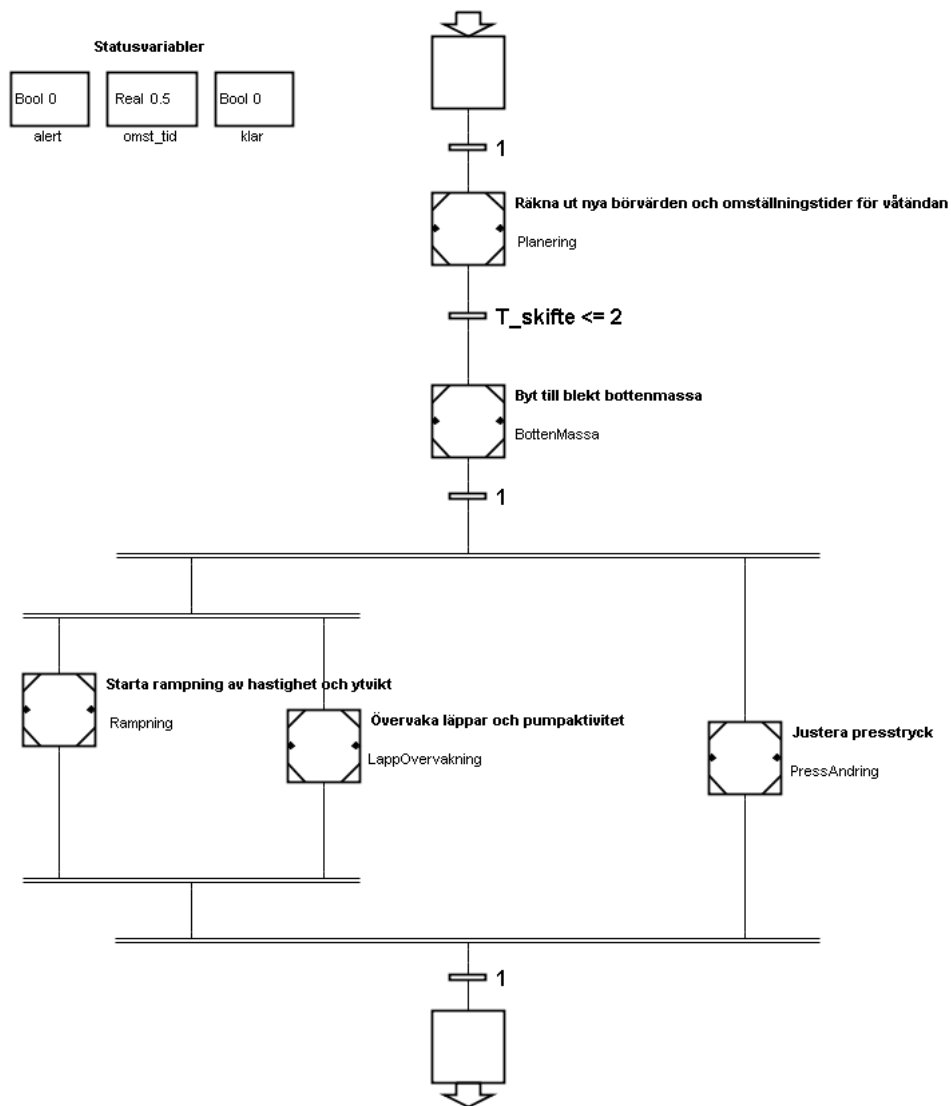 Statusvariabler
Bool 0
Real 0.5
Bool 0
alert
omst_tid
klar
1
Räkna ut nya börvärden och omställningstider för våtändan
Planering
T_skifte <= 2
Byt till blekt bottenmassa
BottenMassa
1
Starta rampning av hastighet och ytvikt
Rampning
Övervaka läppar och pumpaktivitet
LappOvervakning
Justera presstryck
PressAndring
1